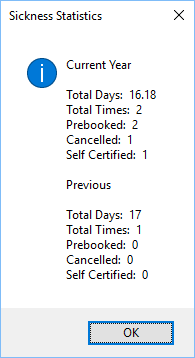 Sickness Statistics
Current Year
Total Days: 16.18
Total Times: 2
Prebooked: 2
Cancelled: 1
Self Certified: 1
Previous
Total Days: 17
Total Times: 1
Prebooked: 0
Cancelled: 0
Self Certified: 0
OK